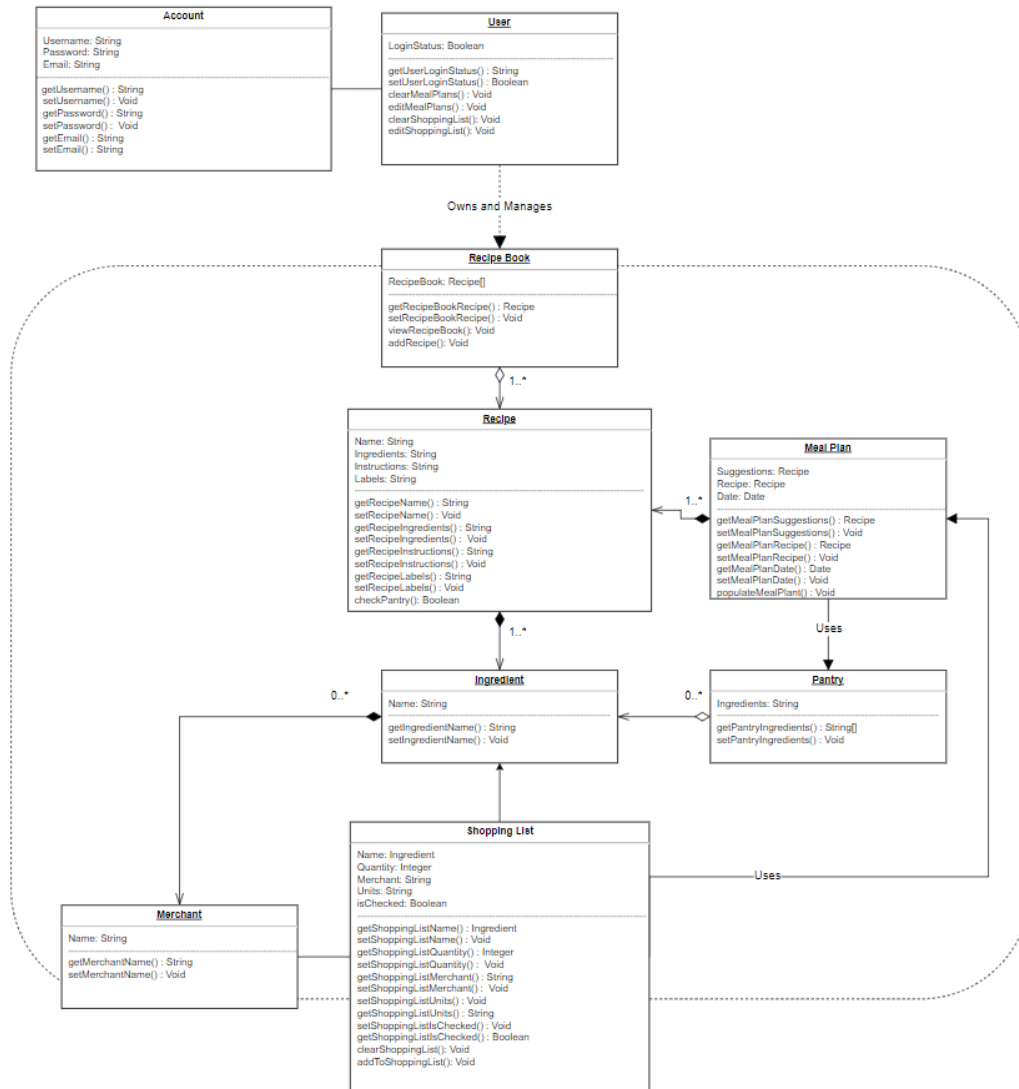 Account
Username: String
Password: String
Email: String
getUsername() : String
setUsername() : Void
getPassword() : String
setPassword() :  Void
getEmail() : String
setEmail() : String
User
LoginStatus: Boolean
getUserLoginStatus() : String
setUserLoginStatus() : Boolean
clearMealPlans() : Void
editMealPlans() : Void
clearShoppingList(): Void
editShoppingList(): Void
Owns and Manages
Recipe Book
RecipeBook: Recipe[]
getRecipeBookRecipe() : Recipe
setRecipeBookRecipe() : Void
viewRecipeBook(): Void
addRecipe(): Void
1..*
Recipe
Name: String
Ingredients: String
Instructions: String
Labels: String
getRecipeName() : String
setRecipeName() : Void
getRecipeIngredients() : String
setRecipeIngredients() :  Void
getRecipeInstructions() : String
setRecipeInstructions() : Void
getRecipeLabels() : String
setRecipeLabels() : Void
checkPantry(): Boolean
1..*
Meal Plan
Suggestions: Recipe
Recipe: Recipe
Date: Date
getMealPlanSuggestions() : Recipe
setMealPlanSuggestions() : Void
getMealPlanRecipe() : Recipe
setMealPlanRecipe() : Void
getMealPlanDate() : Date
setMealPlanDate() : Void
populateMealPlant() : Void
1..*
Uses
Ingredient
Name: String
getIngredientName() : String
setIngredientName() : Void
0..*
0..*
Pantry
Ingredients: String
getPantryIngredients() : String[]
setPantryIngredients() : Void
Shopping List
Name: Ingredient
Quantity: Integer
Merchant: String
Units: String
isChecked: Boolean
getShoppingListName() : Ingredient
setShoppingListName() : Void
getShoppingListQuantity() : Integer
setShoppingListQuantity() :  Void
getShoppingListMerchant() : String
setShoppingListMerchant() :  Void
setShoppingListUnits() : Void
getShoppingListUnits() : String
setShoppingListIsChecked() : Void
getShoppingListIsChecked() : Boolean
clearShoppingList(): Void
addToShoppingList(): Void
Uses
Merchant
Name: String
getMerchantName() : String
setMerchantName() : Void